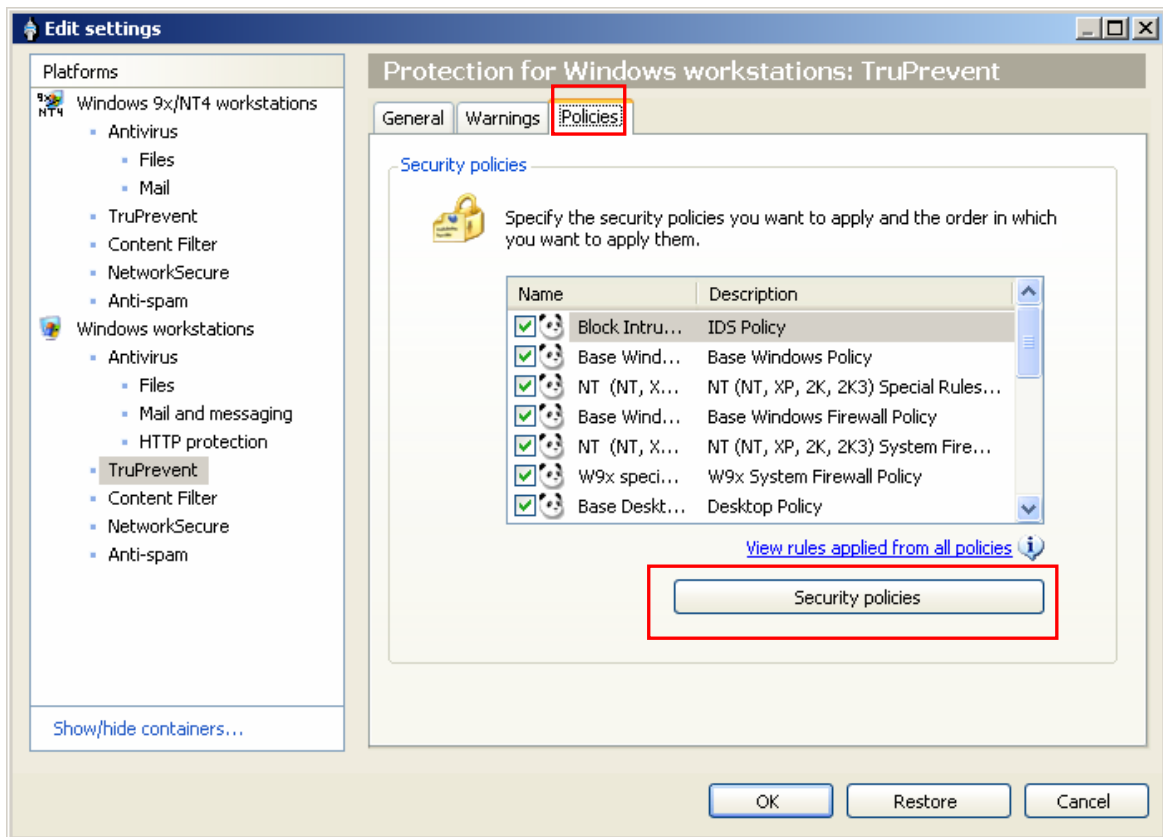 Edit settings
Platforms
9x
NT4
Windows 9x/NT4 workstations
Antivirus
Files
Mail
TruPrevent
Content Filter
NetworkSecure
Anti-spam
Windows workstations
Antivirus
Files
Mail and messaging
HTTP protection
TruPrevent
Content Filter
NetworkSecure
Anti-spam
Show/hide containers...
Protection for Windows workstations: TruPrevent
General Warnings Policies
Security policies
Specify the security policies you want to apply and the order in which
you want to apply them.
Name Description
Block Intru... IDS Policy
Base Wind... Base Windows Policy
NT (NT, X... NT (NT, XP, 2K, 2K3) Special Rules...
Base Wind... Base Windows Firewall Policy
NT (NT, X... NT (NT, XP, 2K, 2K3) System Fire...
W9x speci... W9x System Firewall Policy
Base Deskt... Desktop Policy
View rules applied from all policies
Security policies
OK Restore Cancel